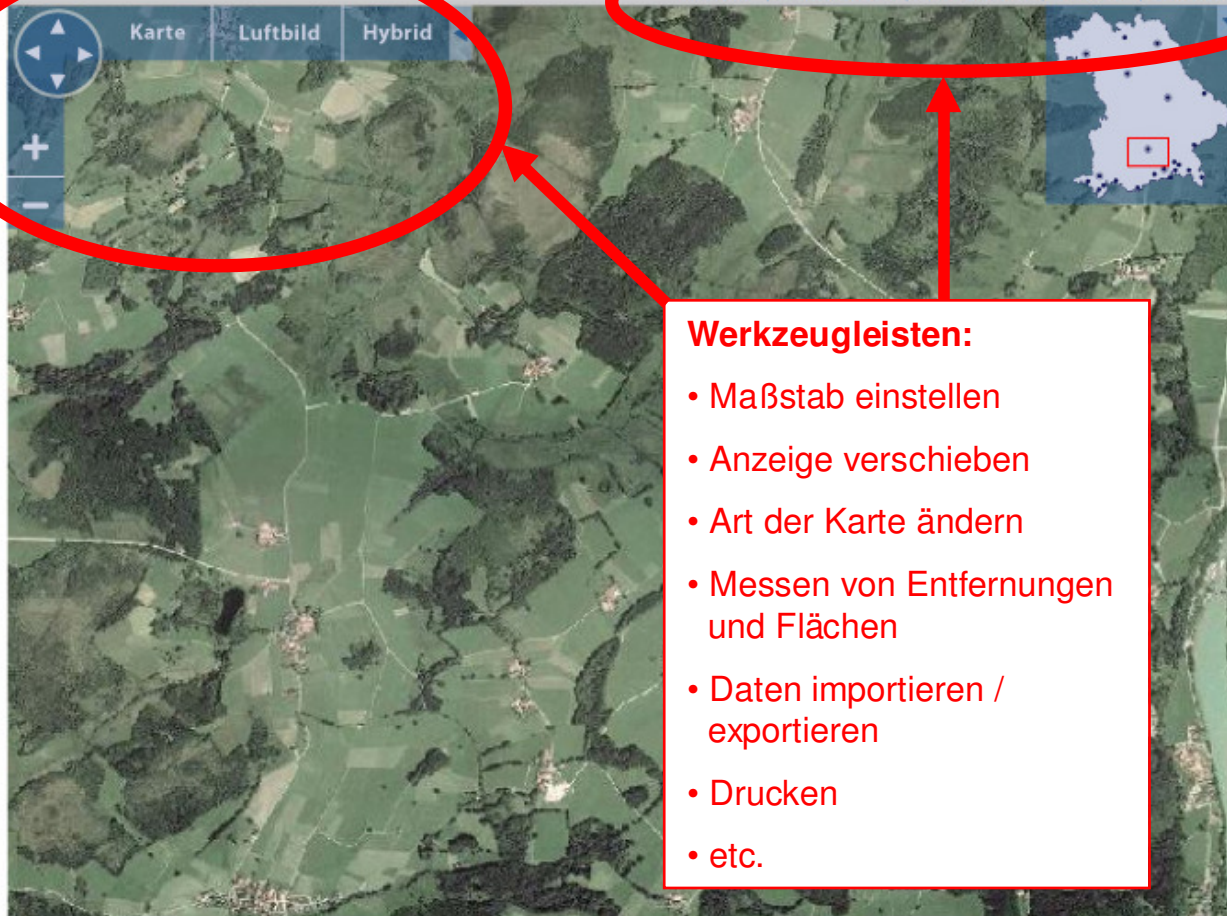 Karte Luftbild Hybrid
+
−
Werkzeugleisten:
• Maßstab einstellen
• Anzeige verschieben
• Art der Karte ändern
• Messen von Entfernungen
und Flächen
• Daten importieren /
exportieren
• Drucken
• etc.